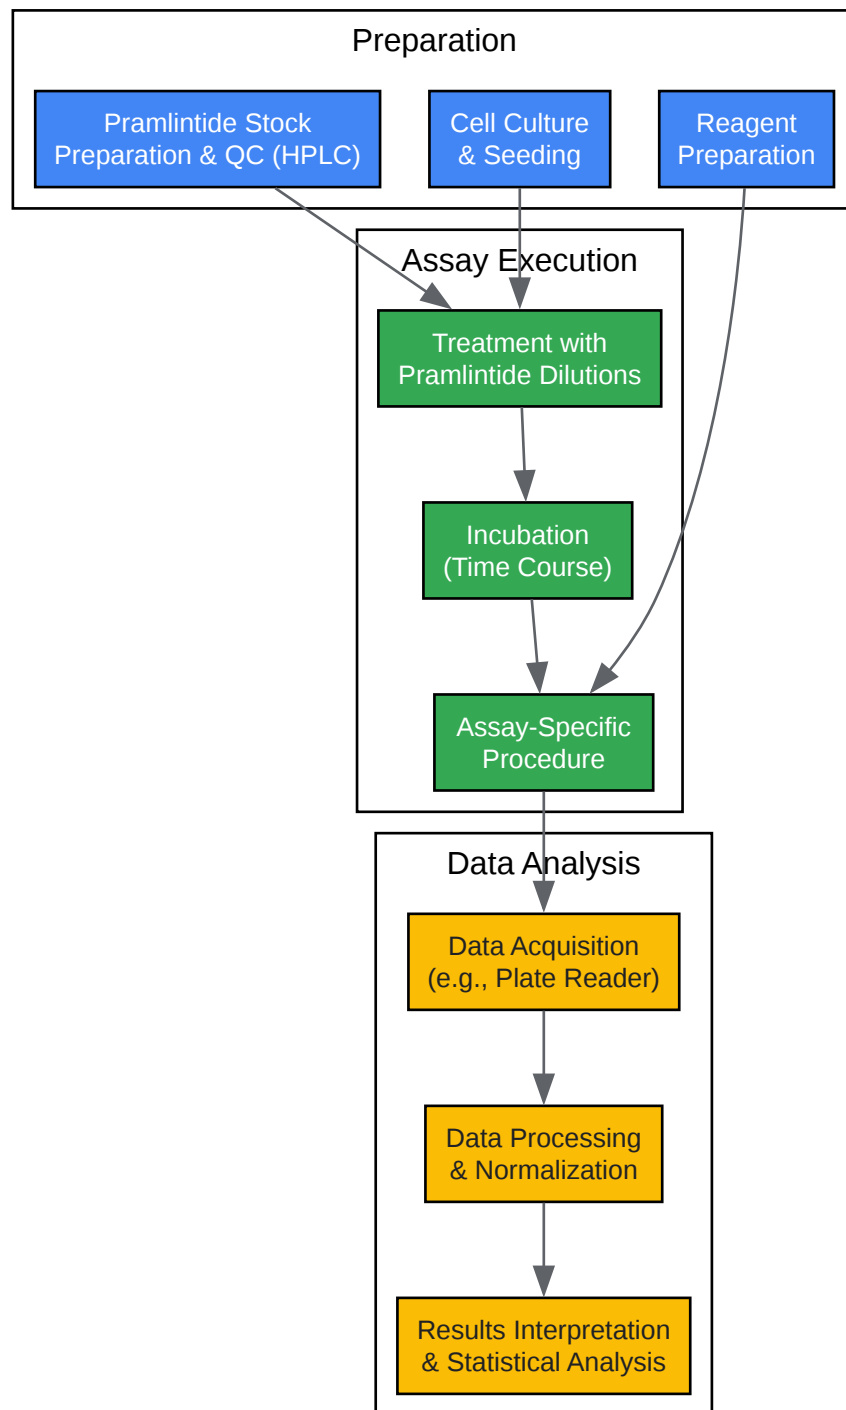 Preparation
Pramlintide Stock
Preparation & QC (HPLC)
Cell Culture
& Seeding
Reagent
Preparation
Assay Execution
Treatment with
Pramlintide Dilutions
Incubation
(Time Course)
Assay-Specific
Procedure
Data Analysis
Data Acquisition
(e.g., Plate Reader)
Data Processing
& Normalization
Results Interpretation
& Statistical Analysis